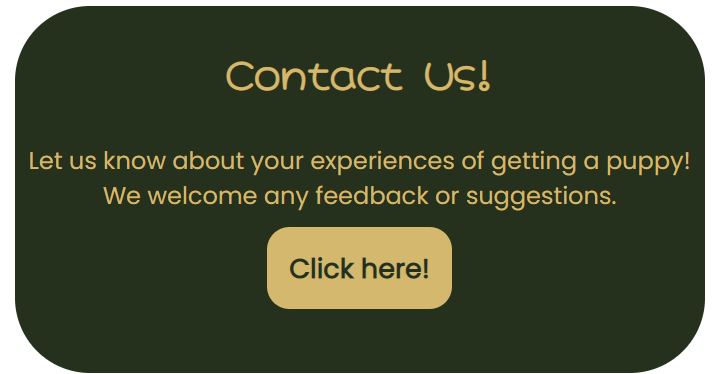 Contact Us!
Let us know about your experiences of getting a puppy!
We welcome any feedback or suggestions.
Click here!